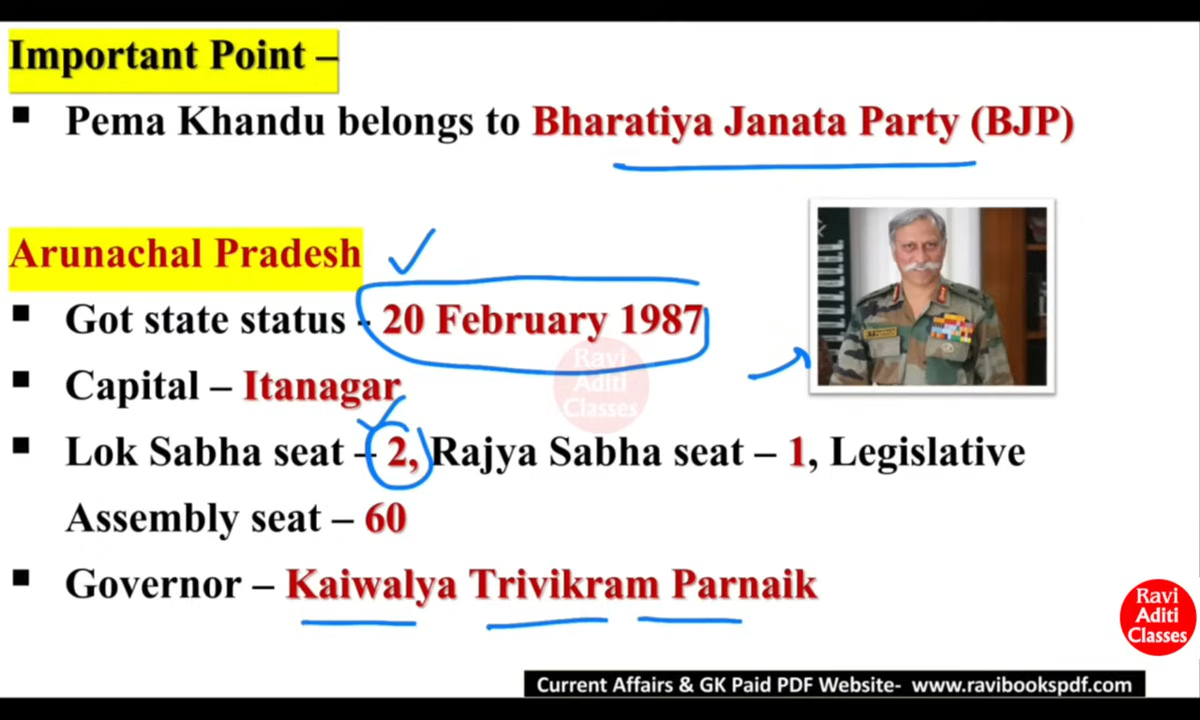 Important Point –
▪ Pema Khandu belongs to Bharatiya Janata Party (BJP)
Arunachal Pradesh
▪ Got state status - 20 February 1987
▪ Capital – Itanagar
▪ Lok Sabha seat – 2, Rajya Sabha seat – 1, Legislative
Assembly seat – 60
▪ Governor – Kaiwalya Trivikram Parnaik
Ravi
Aditi
Classes
Ravi
Aditi
Classes
Current Affairs & GK Paid PDF Website- www.ravibookspdf.com